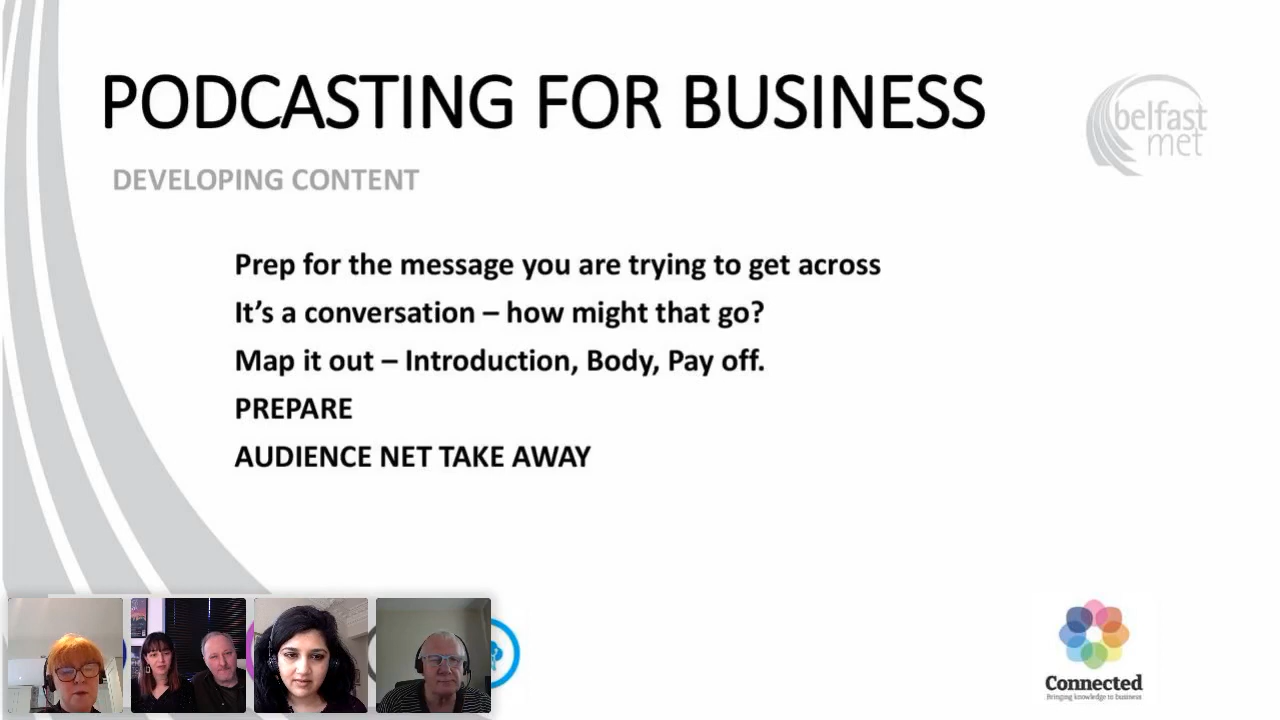 PODCASTING FOR BUSINESS
belfast
met
DEVELOPING CONTENT
Prep for the message you are trying to get across
It’s a conversation – how might that go?
Map it out – Introduction, Body, Pay off.
PREPARE
AUDIENCE NET TAKE AWAY
Connected
Bringing knowledge to business